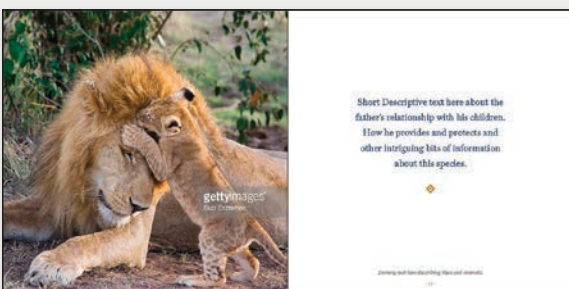 gettyimages
Short Descriptive text here about the
father's relationship with his children.
How he provides and protects and
other intriguing bits of information
about this species.